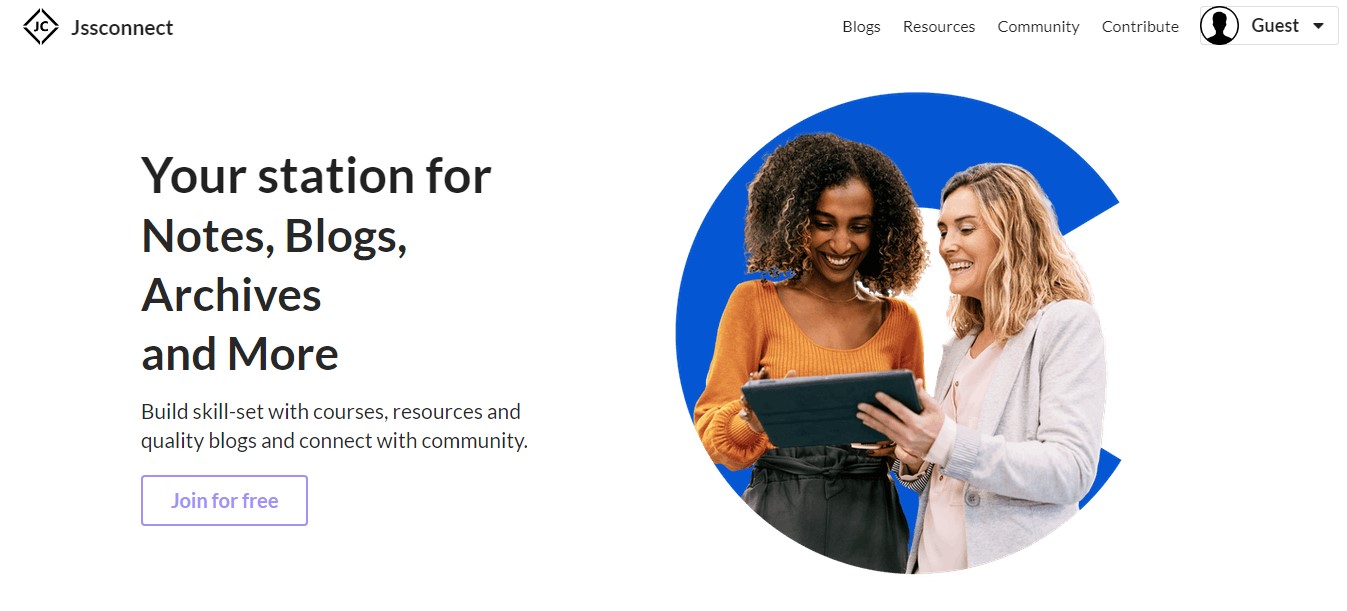 JC Jssconnect
Blogs Resources Community Contribute Guest
Your station for
Notes, Blogs,
Archives
and More
Build skill-set with courses, resources and
quality blogs and connect with community.
Join for free